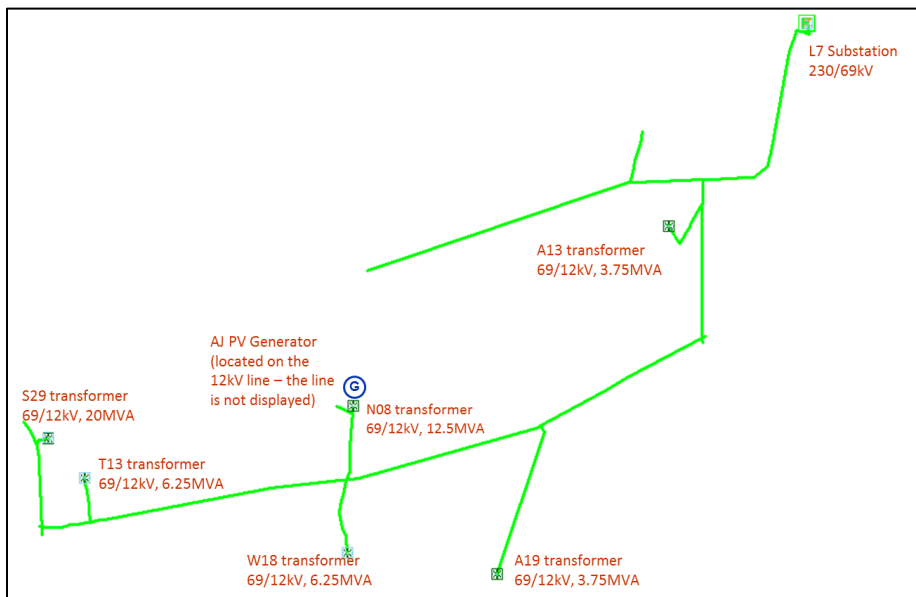 L7 Substation
230/69kV
A13 transformer
69/12kV, 3.75MVA
AJ PV Generator
(located on the
12kV line – the line
is not displayed)
G
S29 transformer
69/12kV, 20MVA
N08 transformer
69/12kV, 12.5MVA
T13 transformer
69/12kV, 6.25MVA
W18 transformer
69/12kV, 6.25MVA
A19 transformer
69/12kV, 3.75MVA